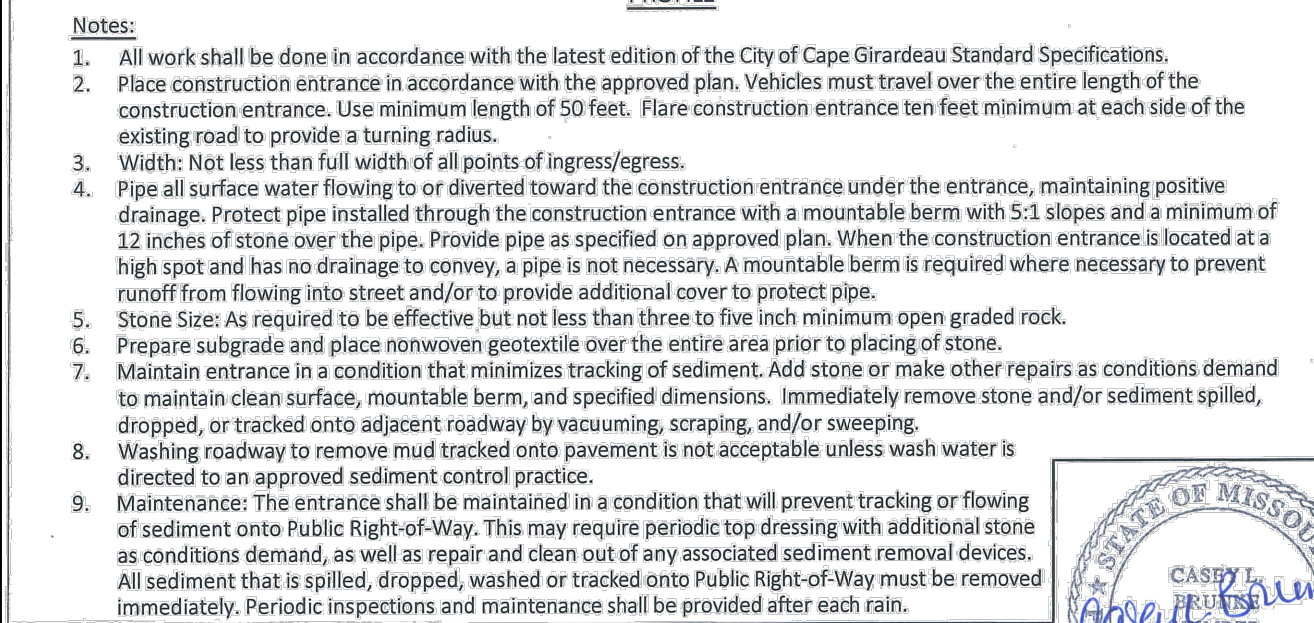 Notes:
1. All work shall be done in accordance with the latest edition of the City of Cape Girardeau Standard Specifications.
2. Place construction entrance in accordance with the approved plan. Vehicles must travel over the entire length of the
construction entrance. Use minimum length of 50 feet. Flare construction entrance ten feet minimum at each side of the
existing road to provide a turning radius.
3. Width: Not less than full width of all points of ingress/egress.
4. Pipe all surface water flowing to or diverted toward the construction entrance under the entrance, maintaining positive
drainage. Protect pipe installed through the construction entrance with a mountable berm with 5:1 slopes and a minimum of
12 inches of stone over the pipe. Provide pipe as specified on approved plan. When the construction entrance is located at a
high spot and has no drainage to convey, a pipe is not necessary. A mountable berm is required where necessary to prevent
runoff from flowing into street and/or to provide additional cover to protect pipe.
5. Stone Size: As required to be effective but not less than three to five inch minimum open graded rock.
6. Prepare subgrade and place nonwoven geotextile over the entire area prior to placing of stone.
7. Maintain entrance in a condition that minimizes tracking of sediment. Add stone or make other repairs as conditions demand
to maintain clean surface, mountable berm, and specified dimensions. Immediately remove stone and/or sediment spilled,
dropped, or tracked onto adjacent roadway by vacuuming, scraping, and/or sweeping.
8. Washing roadway to remove mud tracked onto pavement is not acceptable unless wash water is
directed to an approved sediment control practice.
9. Maintenance: The entrance shall be maintained in a condition that will prevent tracking or flowing
of sediment onto Public Right-of-Way. This may require periodic top dressing with additional stone
as conditions demand, as well as repair and clean out of any associated sediment removal devices.
All sediment that is spilled, dropped, washed or tracked onto Public Right-of-Way must be removed
immediately. Periodic inspections and maintenance shall be provided after each rain.
STATE OF MISSOU
CASEY L.
BRUNKE